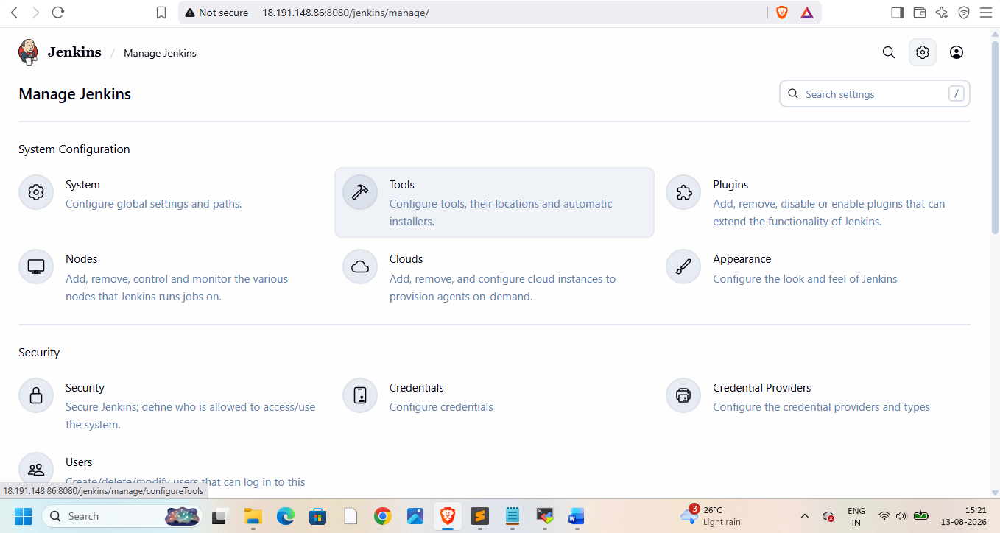 Not secure 18.191.148.86:8080/jenkins/manage/
Jenkins / Manage Jenkins
Manage Jenkins
Search settings /
System Configuration
System
Configure global settings and paths.
Tools
Configure tools, their locations and automatic
installers.
Plugins
Add, remove, disable or enable plugins that can
extend the functionality of Jenkins.
Nodes
Add, remove, control and monitor the various
nodes that Jenkins runs jobs on.
Clouds
Add, remove, and configure cloud instances to
provision agents on-demand.
Appearance
Configure the look and feel of Jenkins
Security
Security
Secure Jenkins; define who is allowed to access/use
the system.
Credentials
Configure credentials
Credential Providers
Configure the credential providers and types
Users
Create/delete/modify users that can log in to this
18.191.148.86:8080/jenkins/manage/configureTools
Search
W
3
26°C
Light rain
ENG
IN
15:21
13-08-2026